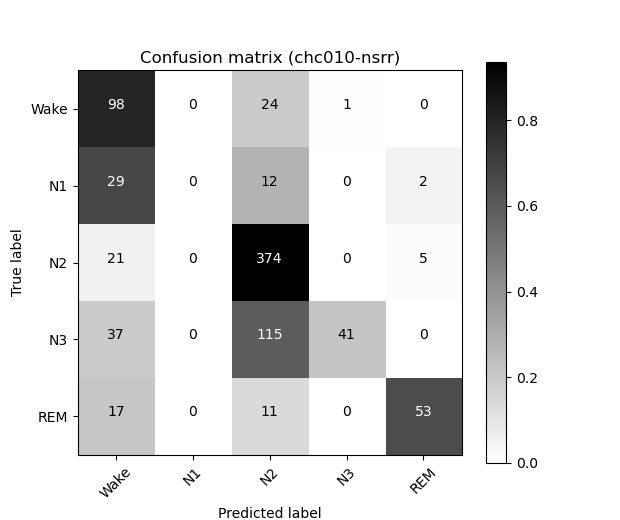 Confusion matrix (chc010-nsrr)
Wake 98 0 24 1 0
N1 29 0 12 0 2
N2 21 0 374 0 5
N3 37 0 115 41 0
REM 17 0 11 0 53
Wake N1 N2 N3 REM
True label
Predicted label
0.8
0.6
0.4
0.2
0.0